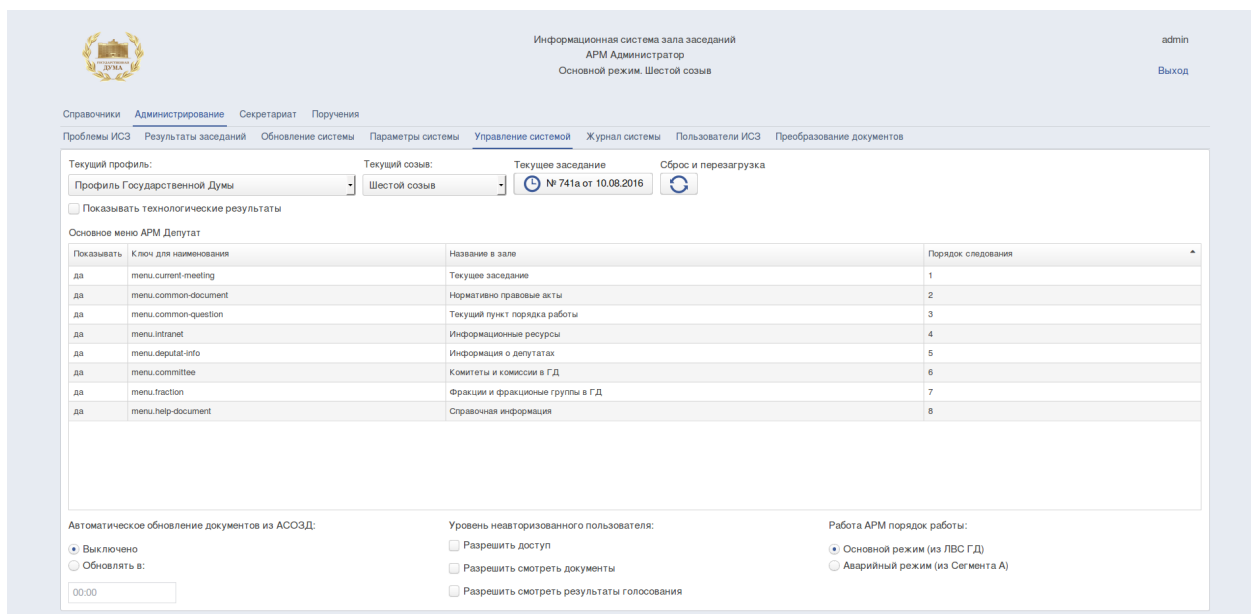 Информационная система зала заседаний
admin
АРМ Администратор
Основной режим. Шестой созыв
Выход
ГОСУДАРСТВЕННАЯ
ДУМА
Справочники Администрирование Секретариат Поручения
Проблемы ИСЗ Результаты заседаний Обновление системы Параметры системы Управление системой Журнал системы Пользователи ИСЗ Преобразование документов
Текущий профиль: Текущий созыв: Текущее заседание Сброс и перезагрузка
Профиль Государственной Думы Шестой созыв № 741а от 10.08.2016
Показывать технологические результаты
Основное меню АРМ Депутат
Показывать Ключ для наименования Название в зале Порядок следования
да menu.current-meeting Текущее заседание 1
да menu.common-document Нормативно правовые акты 2
да menu.common-question Текущий пункт порядка работы 3
да menu.intranet Информационные ресурсы 4
да menu.deputat-info Информация о депутатах 5
да menu.committee Комитеты и комиссии в ГД 6
да menu.fraction Фракции и фракционые группы в ГД 7
да menu.help-document Справочная информация 8
Автоматическое обновление документов из АСОЗД: Уровень неавторизованного пользователя: Работа АРМ порядок работы:
Выключено Разрешить доступ Основной режим (из ЛВС ГД)
Обновлять в: Разрешить смотреть документы Аварийный режим (из Сегмента А)
00:00 Разрешить смотреть результаты голосования